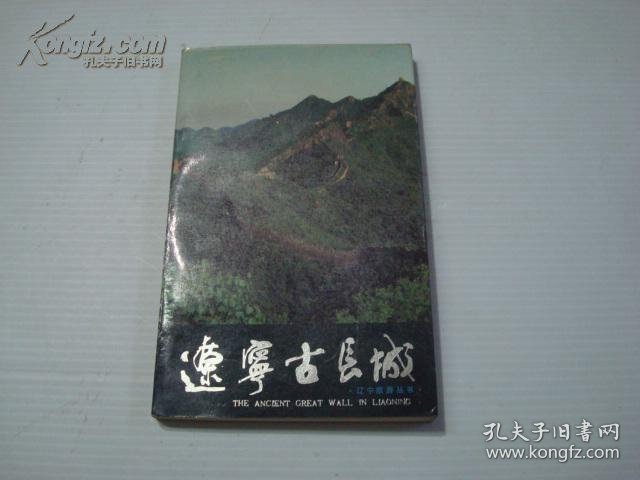 Kongfz.com
孔夫子旧书网
遼寧古長城
·辽宁旅游丛书·
THE ANCIENT GREAT WALL IN LIAONING
孔夫子旧书网
www.kongfz.com